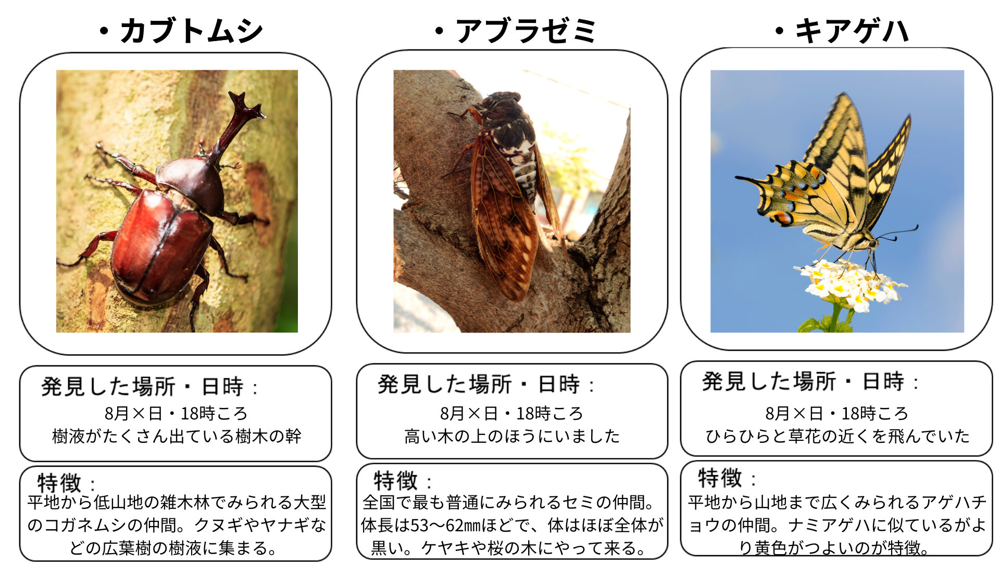 ・カブトムシ
発見した場所・日時：
8月×日・18時ころ
樹液がたくさん出ている樹木の幹
特徴：
平地から低山地の雑木林でみられる大型
のコガネムシの仲間。クヌギやヤナギな
どの広葉樹の樹液に集まる。
・アブラゼミ
発見した場所・日時：
8月×日・18時ころ
高い木の上のほうにいました
特徴：
全国で最も普通にみられるセミの仲間。
体長は53～62㎜ほどで、体はほぼ全体が
黒い。ケヤキや桜の木にやって来る。
・キアゲハ
発見した場所・日時：
8月×日・18時ころ
ひらひらと草花の近くを飛んでいた
特徴：
平地から山地まで広くみられるアゲハチ
ョウの仲間。ナミアゲハに似ているがよ
り黄色がつよいのが特徴。